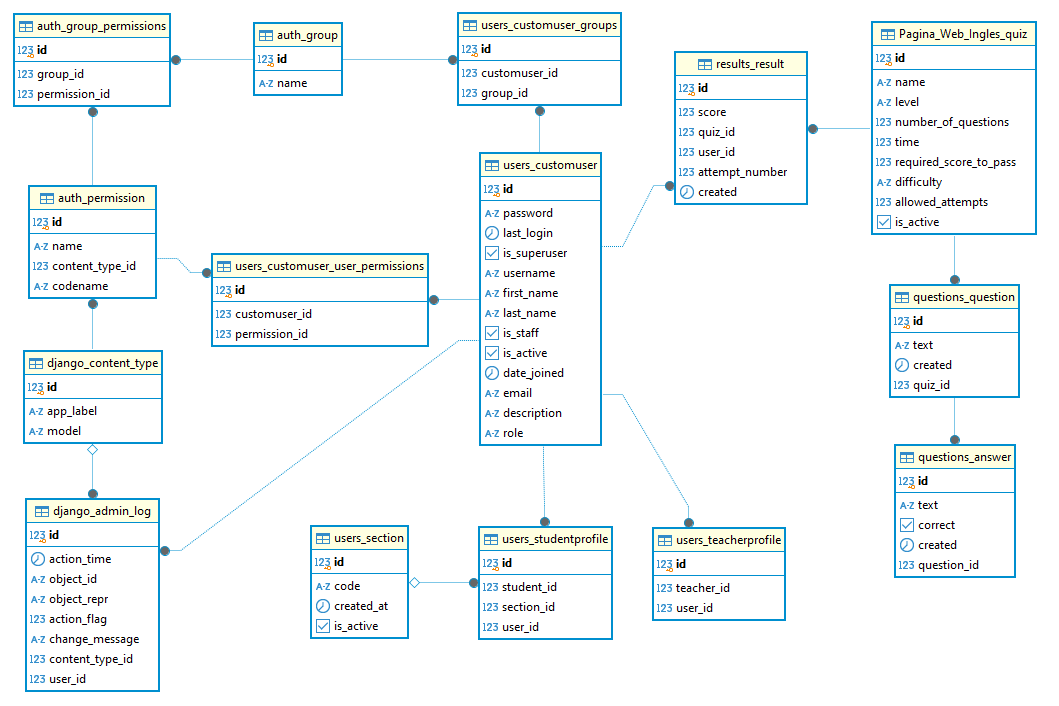 auth_group_permissions
123 id
123 group_id
123 permission_id
auth_group
123 id
A-Z name
users_customuser_groups
123 id
123 customuser_id
123 group_id
results_result
123 id
123 score
123 quiz_id
123 user_id
123 attempt_number
created
Pagina_Web_Ingles_quiz
123 id
A-Z name
A-Z level
123 number_of_questions
123 time
123 required_score_to_pass
A-Z difficulty
123 allowed_attempts
is_active
auth_permission
123 id
A-Z name
123 content_type_id
A-Z codename
users_customuser_user_permissions
123 id
123 customuser_id
123 permission_id
users_customuser
123 id
A-Z password
last_login
is_superuser
A-Z username
A-Z first_name
A-Z last_name
is_staff
is_active
date_joined
A-Z email
A-Z description
A-Z role
questions_question
123 id
A-Z text
created
123 quiz_id
django_content_type
123 id
A-Z app_label
A-Z model
questions_answer
123 id
A-Z text
correct
created
123 question_id
django_admin_log
123 id
action_time
A-Z object_id
A-Z object_repr
123 action_flag
A-Z change_message
123 content_type_id
123 user_id
users_section
123 id
A-Z code
created_at
is_active
users_studentprofile
123 id
123 student_id
123 section_id
123 user_id
users_teacherprofile
123 id
123 teacher_id
123 user_id